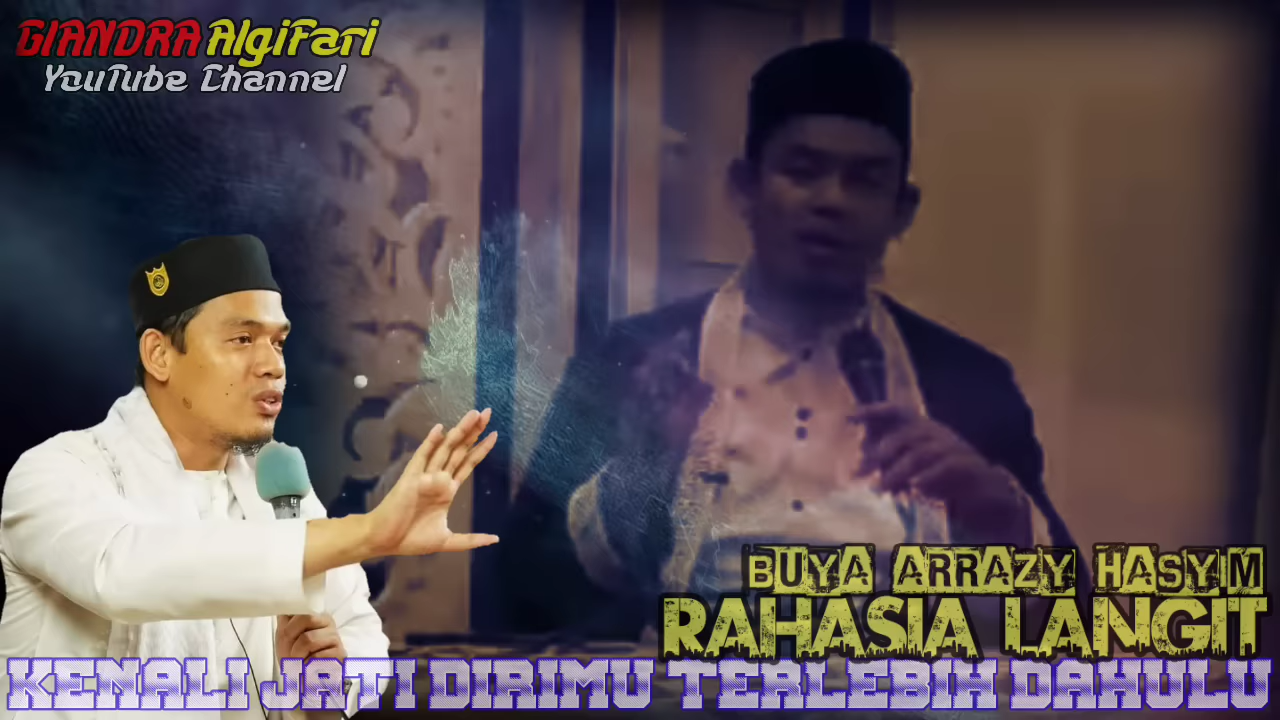 GIANDRA Algifari
YouTube Channel
BUYA ARRAZY HASYIM
RAHASIA LANGIT
KENALI JATI DIRIMU TERLEBIH DAHULU